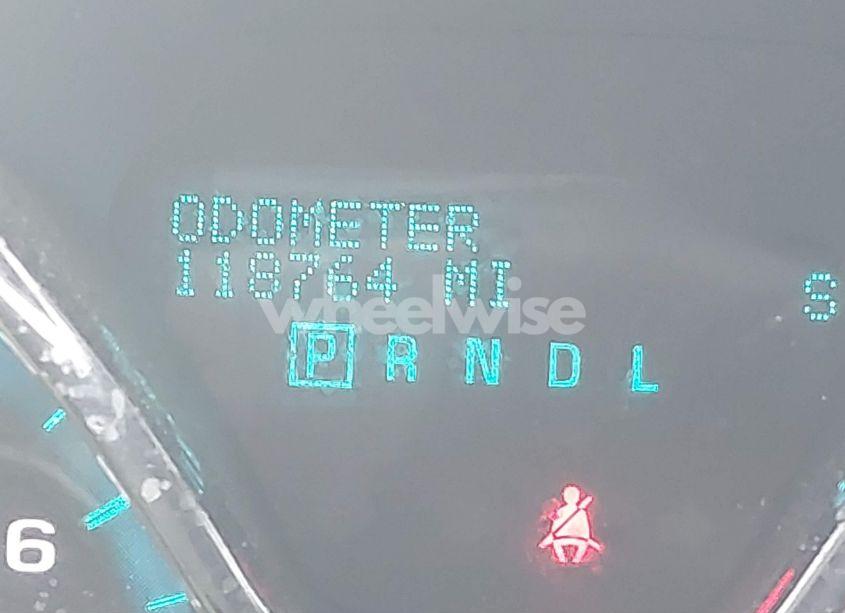 ODOMETER
118764 MI
S
wheelwise
P R N D L
6